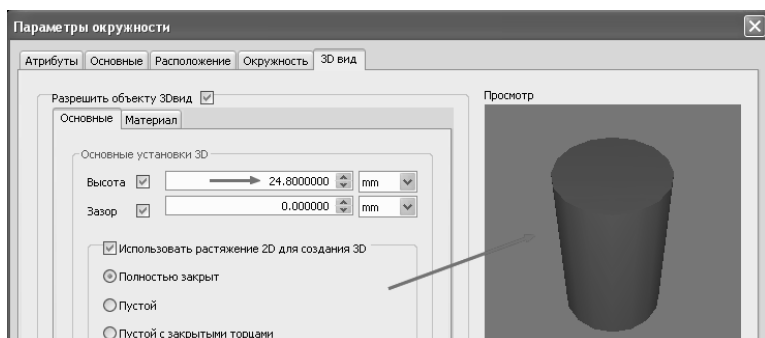 Параметры окружности
Атрибуты Основные Расположение Окружность 3D вид
Разрешить объекту 3Dвид
Просмотр
Основные Материал
Основные установки 3D
Высота 24.8000000 mm
Зазор 0.000000 mm
Использовать растяжение 2D для создания 3D
Полностью закрыт
Пустой
Пустой с закрытыми торцами